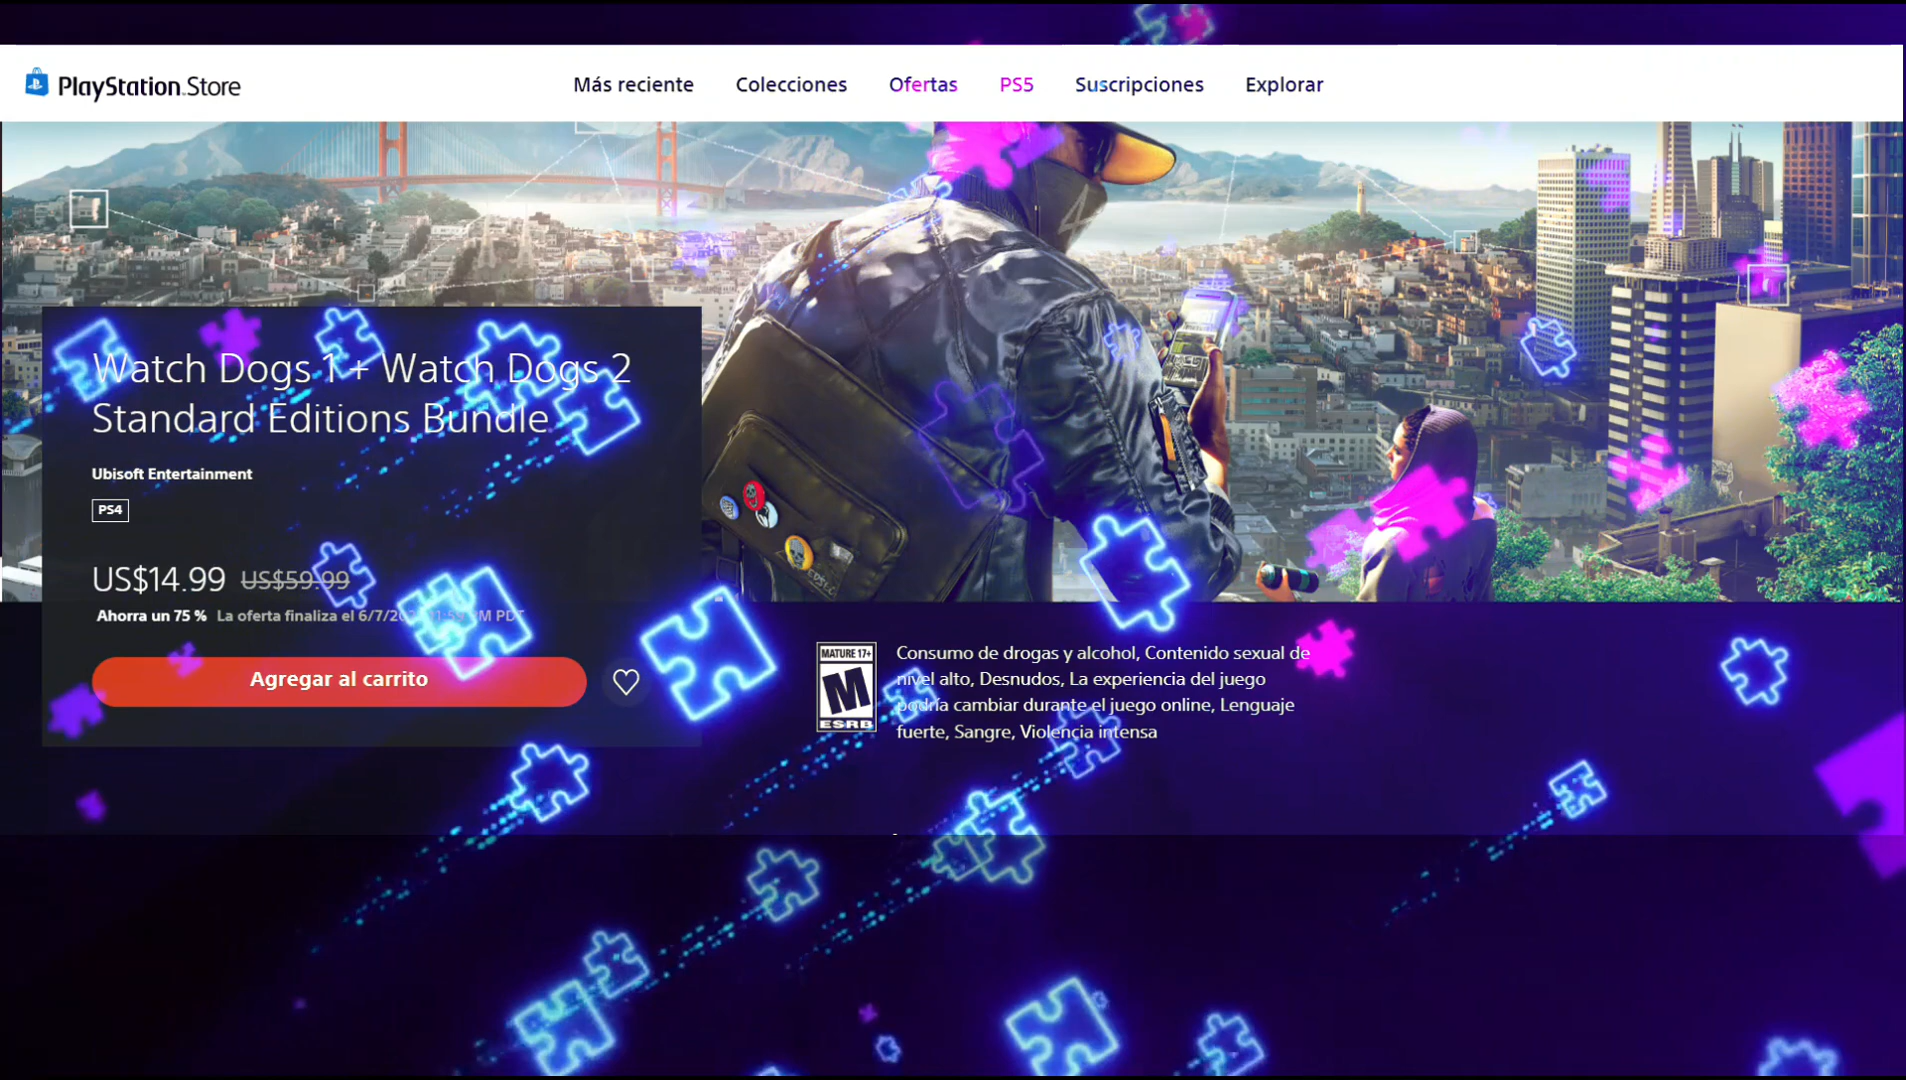 PlayStation Store
Más reciente Colecciones Ofertas PS5 Suscripciones Explorar
Watch Dogs 1 + Watch Dogs 2
Standard Editions Bundle
Ubisoft Entertainment
PS4
US$14.99 US$59.99
Ahorra un 75 % La oferta finaliza el PM PDT
Agregar al carrito
MATURE 17+
M
ESRB
Consumo de drogas y alcohol, Contenido sexual de
nivel alto, Desnudos, La experiencia del juego
podría cambiar durante el juego online, Lenguaje
fuerte, Sangre, Violencia intensa